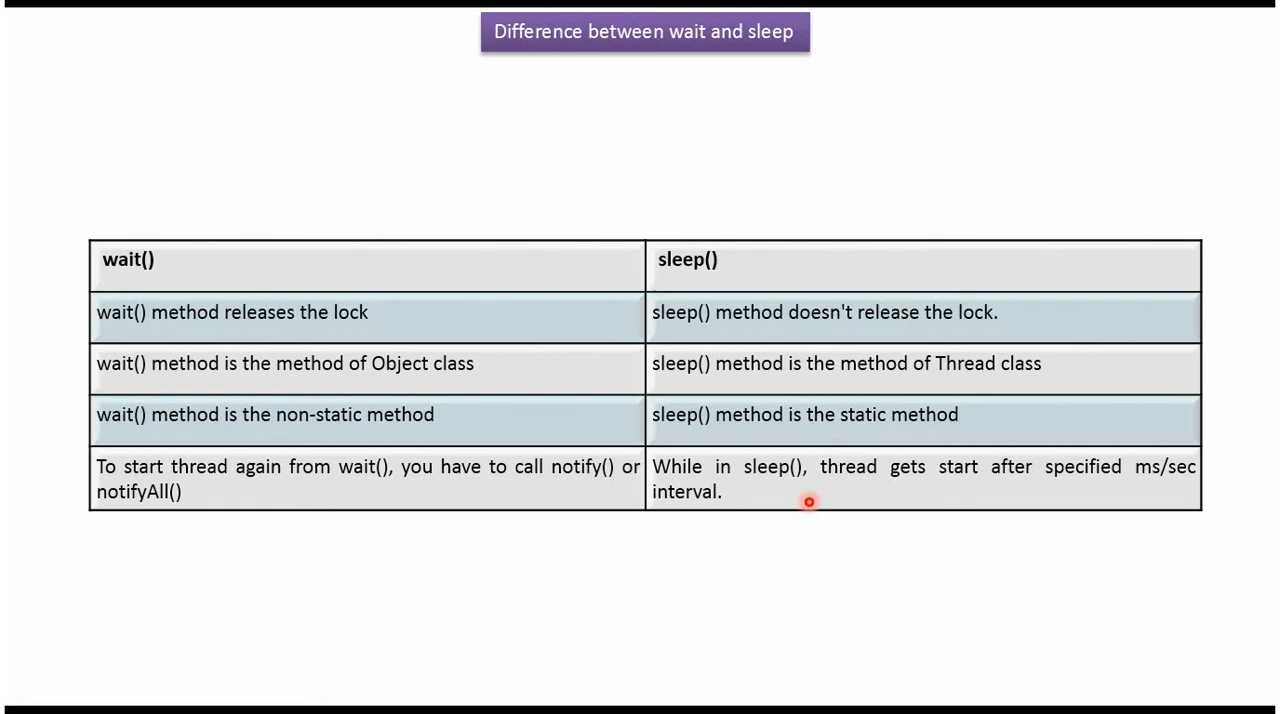 Difference between wait and sleep
wait()
sleep()
wait() method releases the lock
sleep() method doesn't release the lock.
wait() method is the method of Object class
sleep() method is the method of Thread class
wait() method is the non-static method
sleep() method is the static method
To start thread again from wait(), you have to call notify() or
notifyAll()
While in sleep(), thread gets start after specified ms/sec
interval.